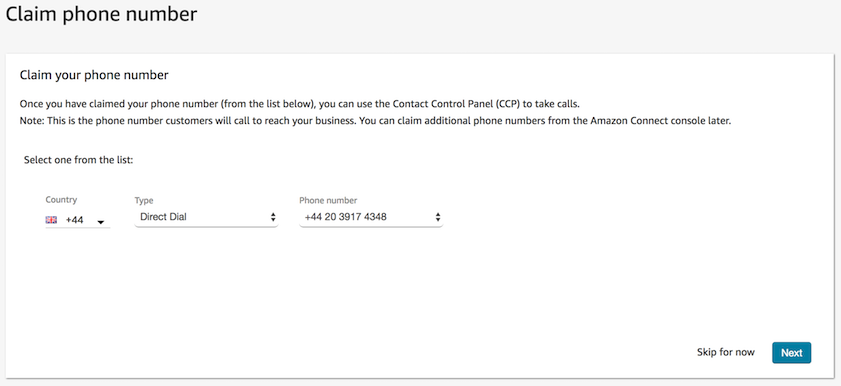 Claim phone number
Claim your phone number
Once you have claimed your phone number (from the list below), you can use the Contact Control Panel (CCP) to take calls.
Note: This is the phone number customers will call to reach your business. You can claim additional phone numbers from the Amazon Connect console later.
Select one from the list:
Country Type Phone number
+44 Direct Dial +44 20 3917 4348
Skip for now Next